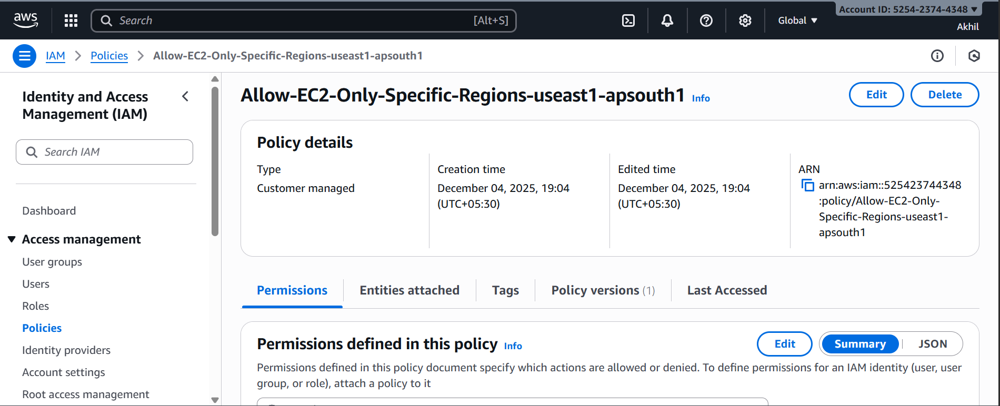 aws
Search
[Alt+S]
Global
Account ID: 5254-2374-4348
Akhil
IAM
Policies
Allow-EC2-Only-Specific-Regions-useast1-apsouth1
Identity and Access
Management (IAM)
Search IAM
Dashboard
Access management
User groups
Users
Roles
Policies
Identity providers
Account settings
Root access management
Allow-EC2-Only-Specific-Regions-useast1-apsouth1 Info
Edit
Delete
Policy details
Type
Customer managed
Creation time
December 04, 2025, 19:04
(UTC+05:30)
Edited time
December 04, 2025, 19:04
(UTC+05:30)
ARN
arn:aws:iam::525423744348
:policy/Allow-EC2-Only-
Specific-Regions-useast1-
apsouth1
Permissions
Entities attached
Tags
Policy versions (1)
Last Accessed
Permissions defined in this policy Info
Edit
Summary
JSON
Permissions defined in this policy document specify which actions are allowed or denied. To define permissions for an IAM identity (user, user
group, or role), attach a policy to it